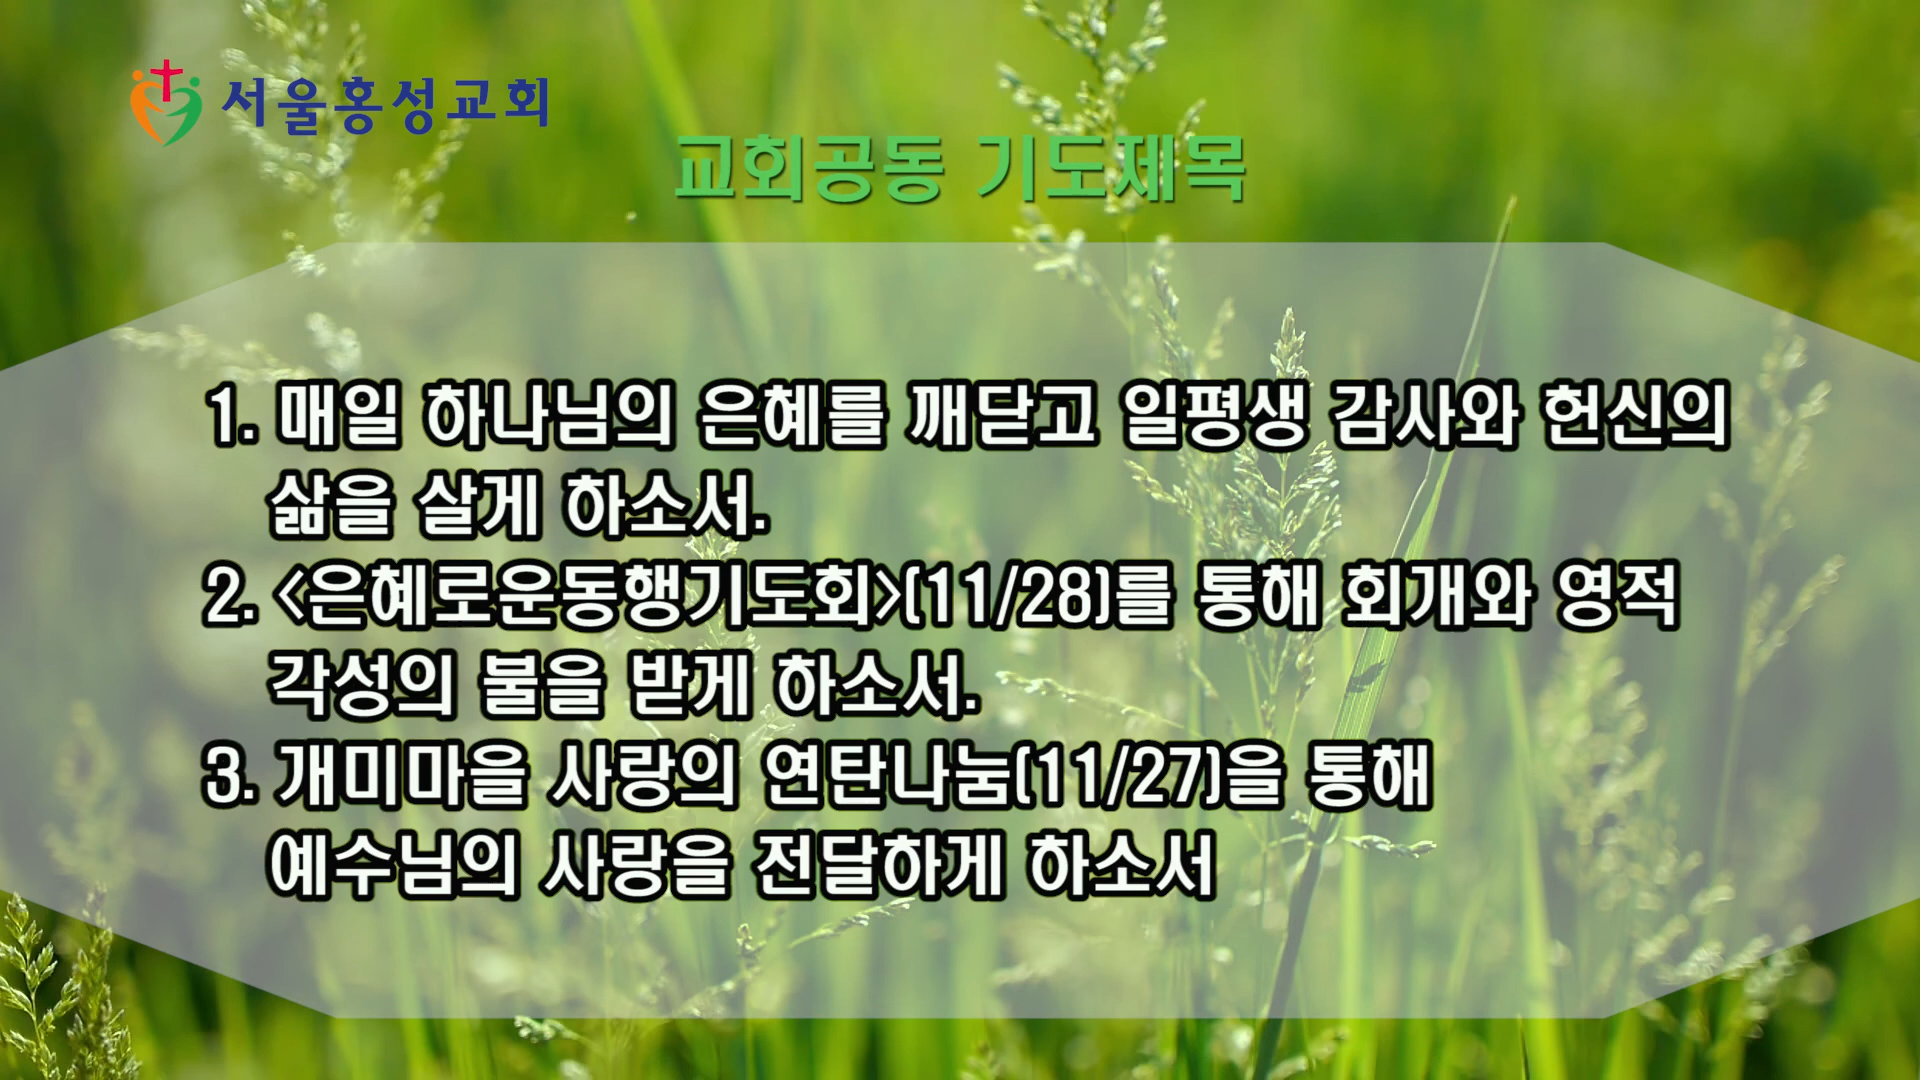 서울홍성교회
교회공동 기도제목
1. 매일 하나님의 은혜를 깨닫고 일평생 감사와 헌신의
삶을 살게 하소서.
2. <은혜로운동행기도회>(11/28)를 통해 회개와 영적
각성의 불을 받게 하소서.
3. 개미마을 사랑의 연탄나눔(11/27)을 통해
예수님의 사랑을 전달하게 하소서